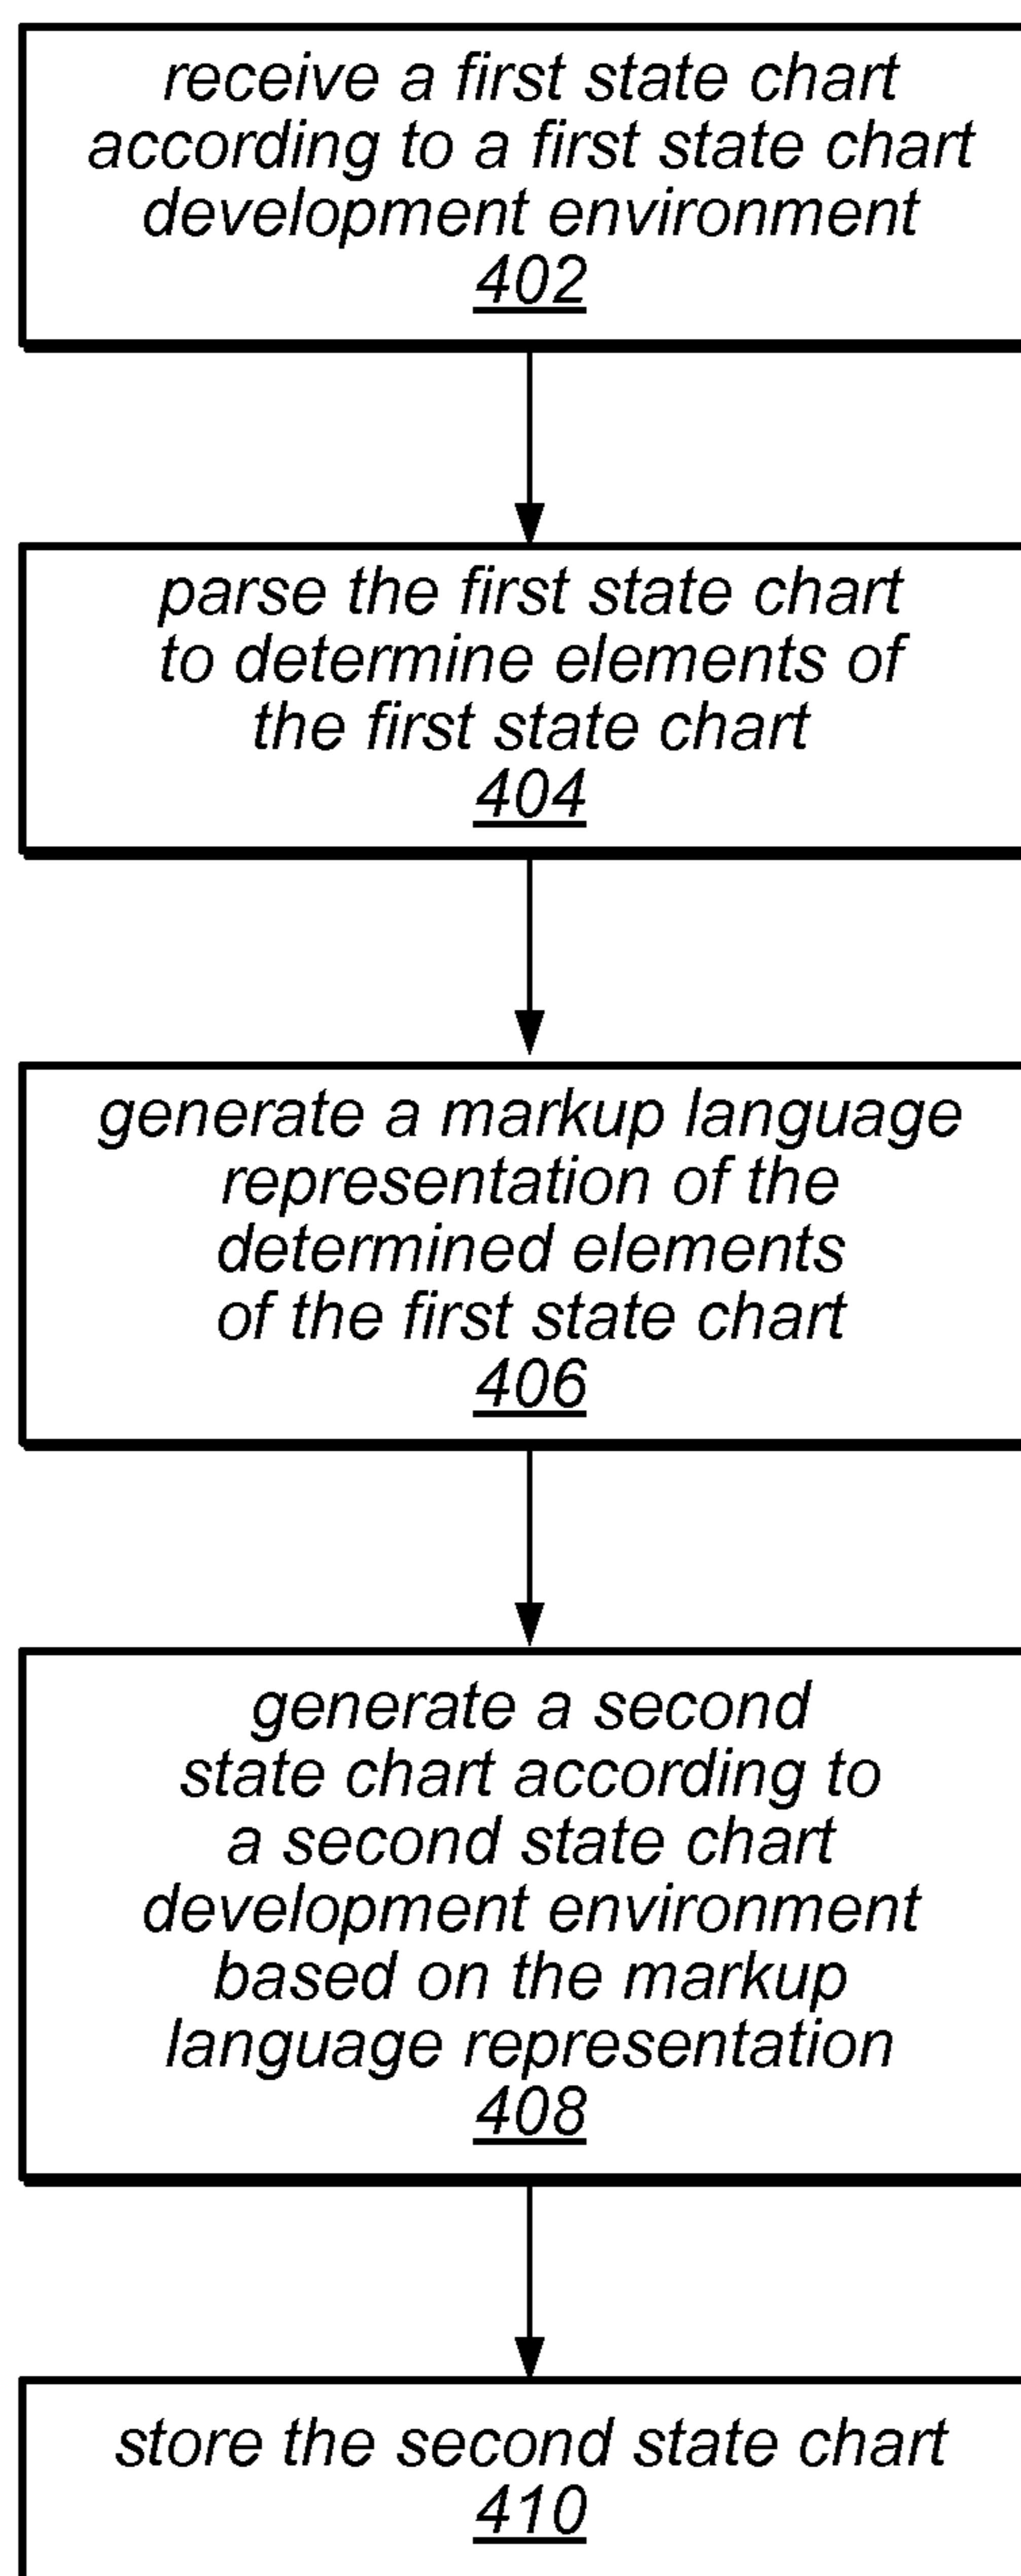 receive a first state chart
according to a first state chart
development environment
402
parse the first state chart
to determine elements of
the first state chart
404
generate a markup language
representation of the
determined elements
of the first state chart
406
generate a second
state chart according to
a second state chart
development environment
based on the markup
language representation
408
store the second state chart
410